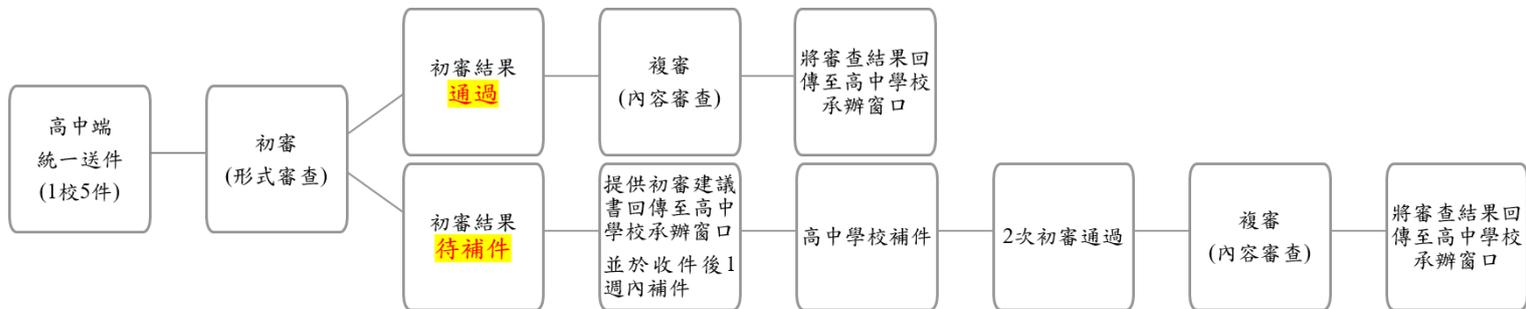 高中端
統一送件
(1校5件)
初審
(形式審查)
初審結果
通過
複審
(內容審查)
將審查結果回
傳至高中學校
承辦窗口
初審結果
待補件
提供初審建議
書回傳至高中
學校承辦窗口
並於收件後1
週內補件
高中學校補件
2次初審通過
複審
(內容審查)
將審查結果回
傳至高中學校
承辦窗口